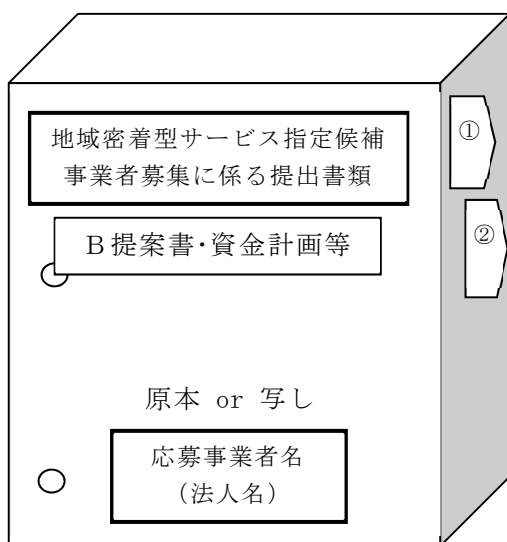 地域密着型サービス指定候補
事業者募集に係る提出書類
①
Ｂ提案書･資金計画等
②
原本 or 写し
応募事業者名
（法人名）